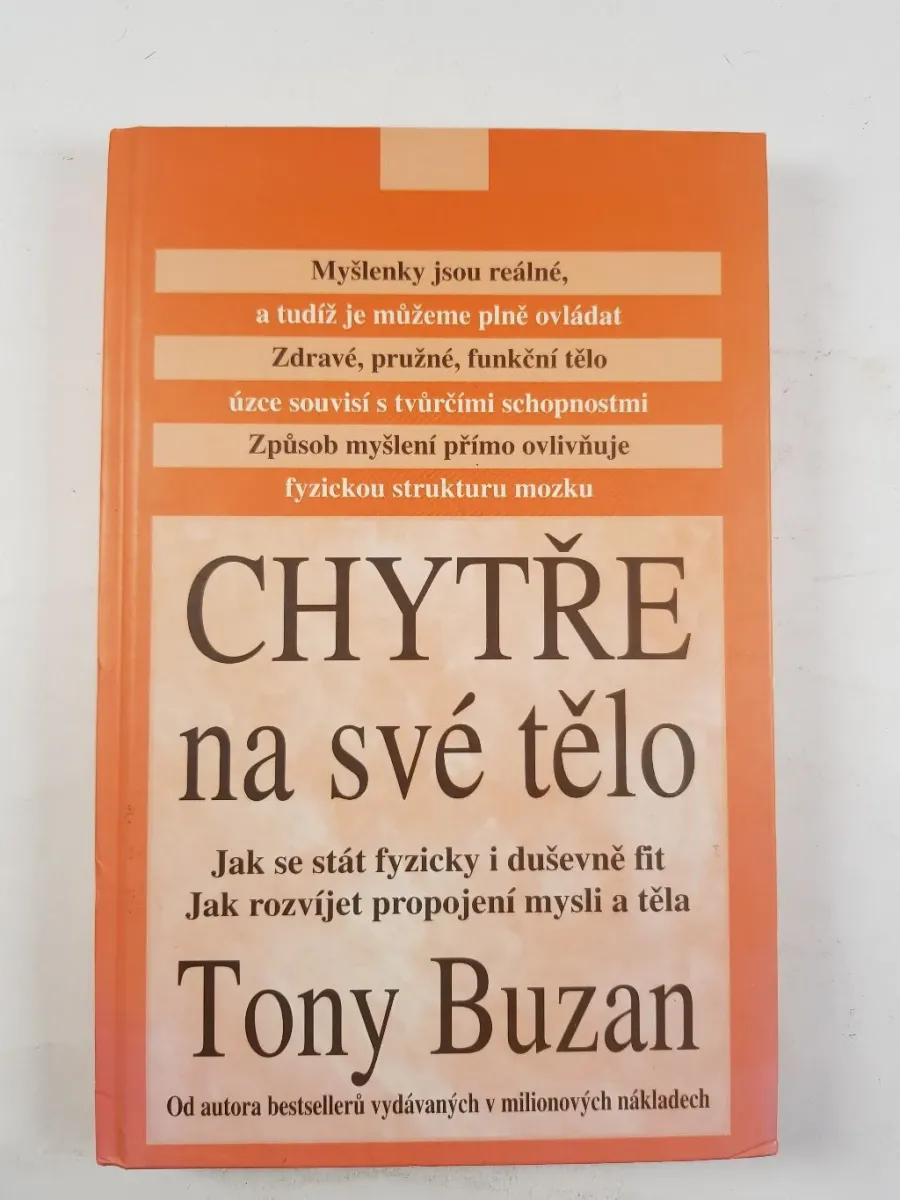 Myšlenky jsou reálné,
a tudíž je můžeme plně ovládat
Zdravé, pružné, funkční tělo
úzce souvisí s tvůrčími schopnostmi
Způsob myšlení přímo ovlivňuje
fyzickou strukturu mozku
CHYTŘE
na své tělo
Jak se stát fyzicky i duševně fit
Jak rozvíjet propojení mysli a těla
Tony Buzan
Od autora bestsellerů vydávaných v milionových nákladech